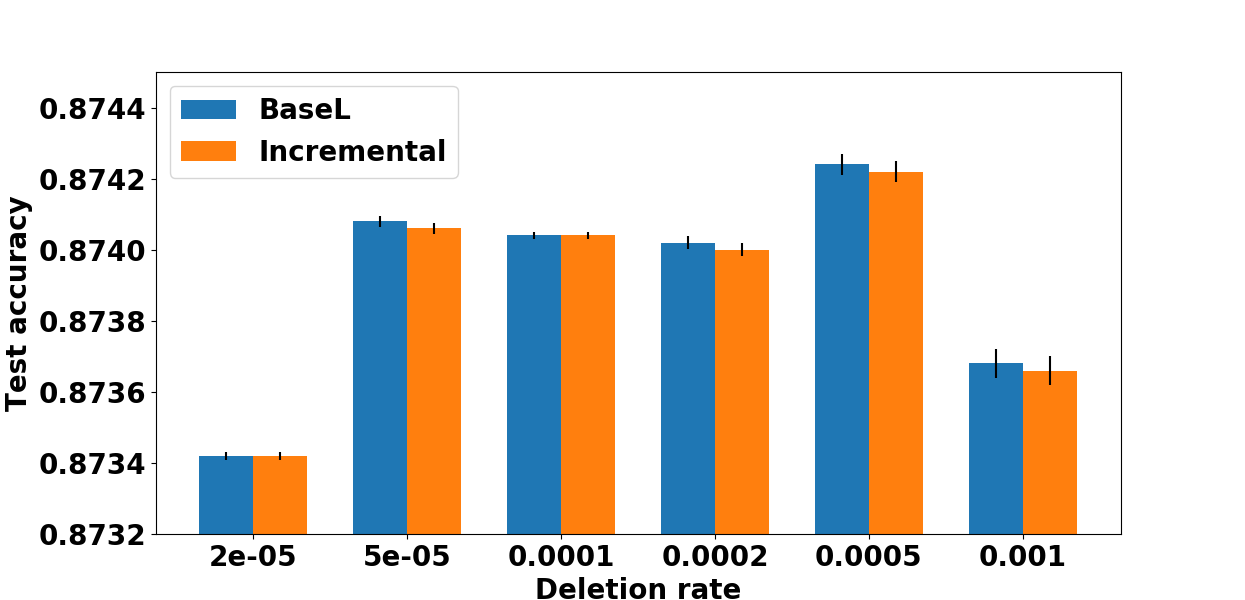 BaseL
Incremental
0.8744
0.8742
0.8740
0.8738
0.8736
0.8734
0.8732
Test accuracy
2e-05 5e-05 0.0001 0.0002 0.0005 0.001
Deletion rate